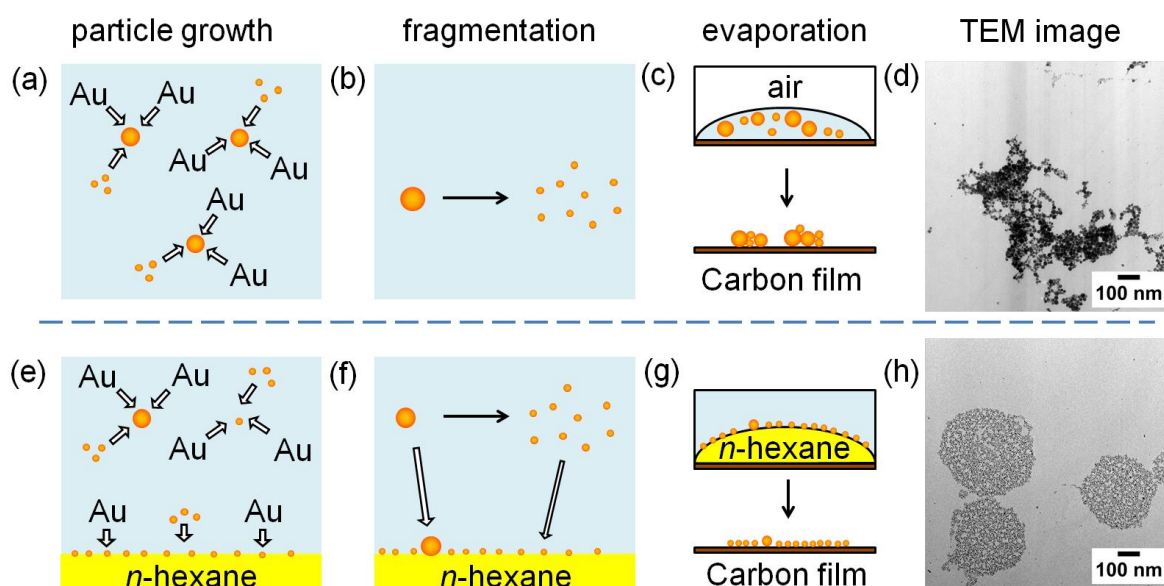 particle growth
fragmentation
evaporation
TEM image
(a)
Au
Au
Au
Au
Au
Au
(b)
(c)
air
Carbon film
(d)
100 nm
(e)
Au
Au
Au
Au
Au
Au
n-hexane
(f)
n-hexane
(g)
n-hexane
Carbon film
(h)
100 nm